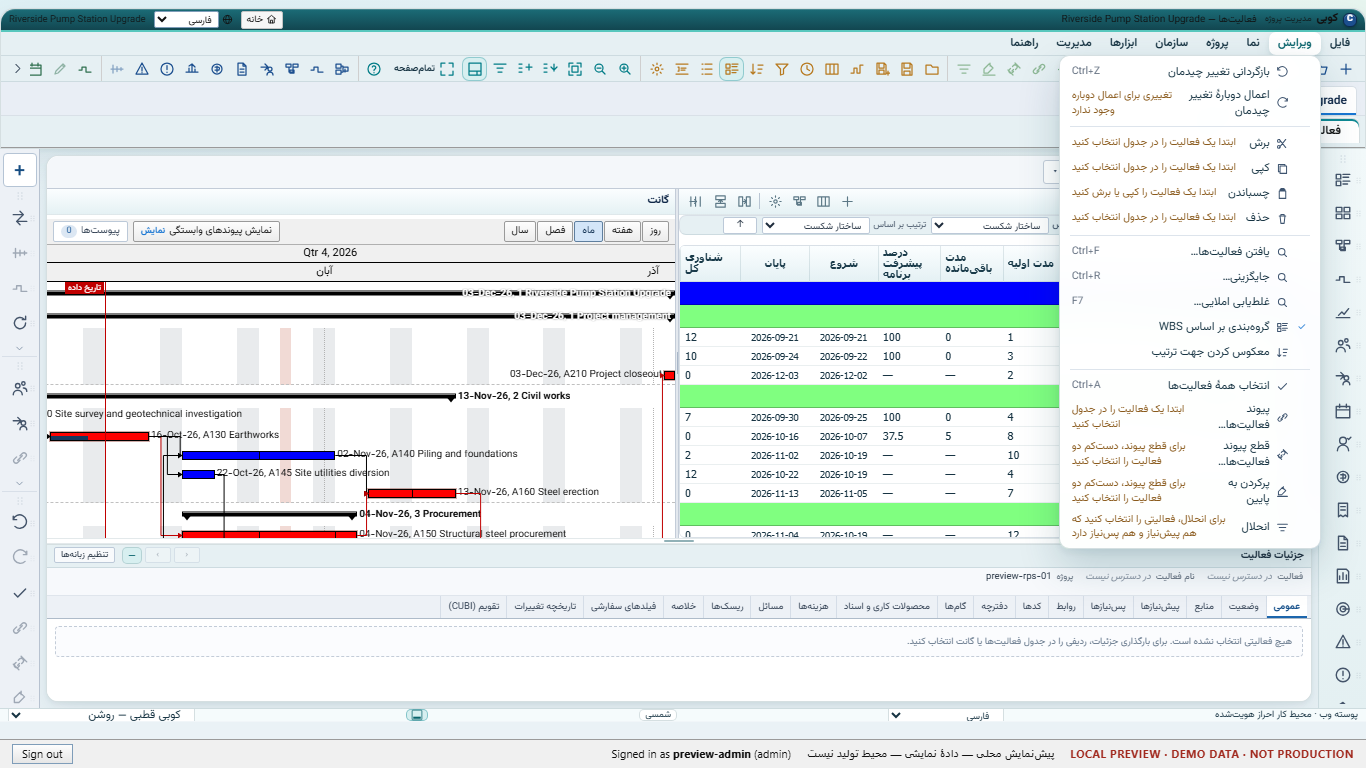 کوبی مدیریت پروژه فعالیت‌ها — Riverside Pump Station Upgrade
خانه
فارسی
Riverside Pump Station Upgrade
فایل ویرایش نما پروژه سازمان ابزارها مدیریت راهنما
تمام‌صفحه
بازگردانی تغییر چیدمان Ctrl+Z
اعمال دوبارهٔ تغییر چیدمان تغییری برای اعمال دوباره وجود ندارد
برش ابتدا یک فعالیت را در جدول انتخاب کنید
کپی ابتدا یک فعالیت را در جدول انتخاب کنید
چسباندن ابتدا یک فعالیت را کپی یا برش کنید
حذف ابتدا یک فعالیت را در جدول انتخاب کنید
یافتن فعالیت‌ها... Ctrl+F
جایگزینی... Ctrl+R
غلط‌یابی املایی... F7
گروه‌بندی بر اساس WBS
معکوس کردن جهت ترتیب
انتخاب همهٔ فعالیت‌ها Ctrl+A
پیوند فعالیت‌ها... ابتدا یک فعالیت را در جدول انتخاب کنید
قطع پیوند فعالیت‌ها... برای قطع پیوند، دست‌کم دو فعالیت را انتخاب کنید
پرکردن به پایین برای قطع پیوند، دست‌کم دو فعالیت را انتخاب کنید
انحلال برای انحلال، فعالیتی را انتخاب کنید که هم پیش‌نیاز و هم پس‌نیاز دارد
ساختار شکست ترتیب بر اساس ساختار شکست
مدت اولیه مدت باقی‌مانده درصد پیشرفت برنامه شروع پایان شناوری کل
1 0 100 2026-09-21 2026-09-21 12
3 0 100 2026-09-22 2026-09-24 10
2 — — 2026-12-02 2026-12-03 0
4 0 100 2026-09-25 2026-09-30 7
8 5 37.5 2026-10-07 2026-10-16 0
10 — — 2026-10-19 2026-11-02 2
4 — — 2026-10-19 2026-10-22 12
7 — — 2026-11-05 2026-11-13 0
12 — — 2026-10-19 2026-11-04 0
گانت
روز هفته ماه فصل سال
نمایش پیوندهای وابستگی نمایش
پیوست‌ها 0
Qtr 4, 2026
آذر آبان
تاریخ داده
03-Dec-26, 1 Riverside Pump Station Upgrade
03-Dec-26, 1 Project management
03-Dec-26, A210 Project closeout
13-Nov-26, 2 Civil works
0 Site survey and geotechnical investigation
16-Oct-26, A130 Earthworks
02-Nov-26, A140 Piling and foundations
22-Oct-26, A145 Site utilities diversion
13-Nov-26, A160 Steel erection
04-Nov-26, 3 Procurement
04-Nov-26, A150 Structural steel procurement
جزئیات فعالیت
تنظیم زبانه‌ها
فعالیت در دسترس نیست نام فعالیت در دسترس نیست پروژه preview-rps-01
عمومی وضعیت منابع پیش‌نیازها پس‌نیازها روابط کدها دفترچه گام‌ها محصولات کاری و اسناد هزینه‌ها مسائل ریسک‌ها خلاصه فیلدهای سفارشی تاریخچه تغییرات تقویم (CUBI)
هیچ فعالیتی انتخاب نشده است. برای بارگذاری جزئیات، ردیفی را در جدول فعالیت‌ها یا گانت انتخاب کنید.
پوسته وب · محیط کار احراز هویت‌شده
فارسی
شمسی
کوبی قطبی — روشن
LOCAL PREVIEW · DEMO DATA · NOT PRODUCTION
پیش‌نمایش محلی — دادهٔ نمایشی — محیط تولید نیست
Signed in as preview-admin (admin)
Sign out